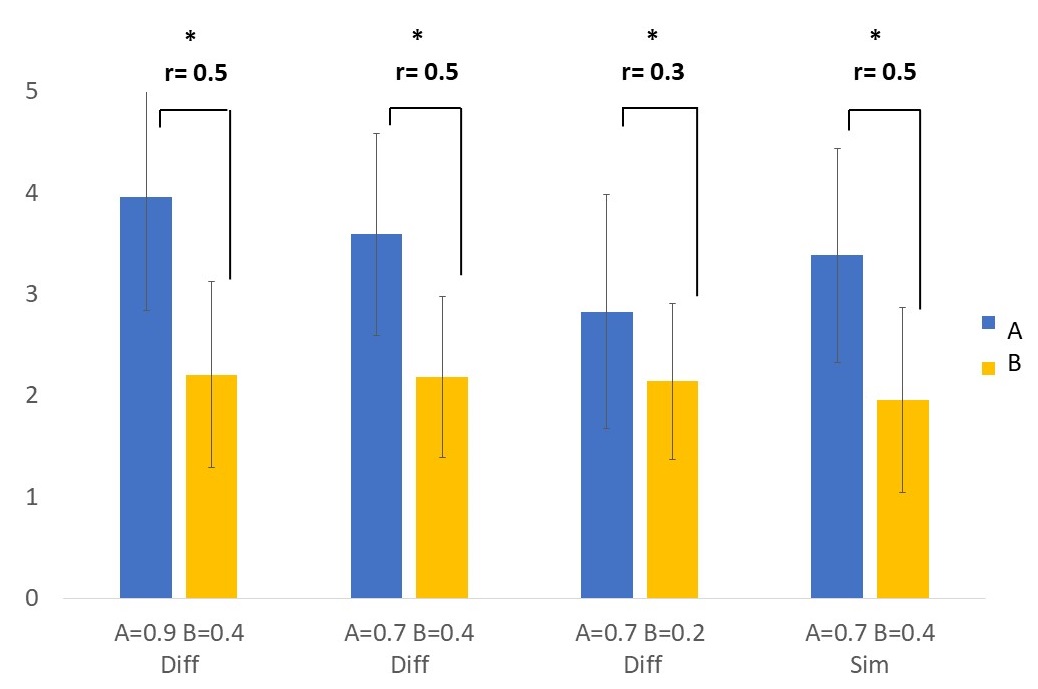 * * * *
r= 0.5 r= 0.5 r= 0.3 r= 0.5
5
4
3
2
1
0
A
B
A=0.9 B=0.4 A=0.7 B=0.4 A=0.7 B=0.2 A=0.7 B=0.4
Diff Diff Diff Sim